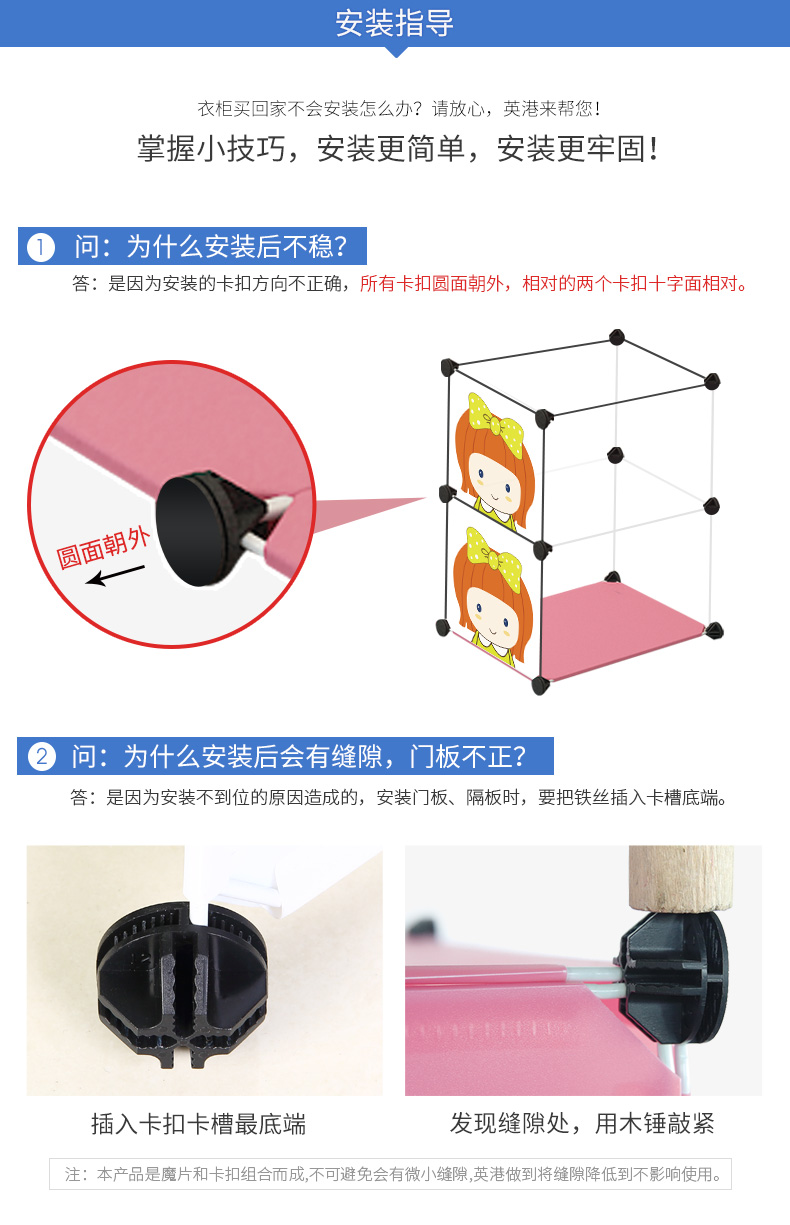 安装指导
衣柜买回家不会安装怎么办？请放心，英港来帮您！
掌握小技巧，安装更简单，安装更牢固！
1 问：为什么安装后不稳？
答：是因为安装的卡扣方向不正确，所有卡扣圆面朝外，相对的两个卡扣十字面相对。
圆面朝外
2 问：为什么安装后会有缝隙，门板不正？
答：是因为安装不到位的原因造成的，安装门板、隔板时，要把铁丝插入卡槽底端。
插入卡扣卡槽最底端
发现缝隙处，用木锤敲紧
注：本产品是魔片和卡扣组合而成,不可避免会有微小缝隙,英港做到将缝隙降低到不影响使用。